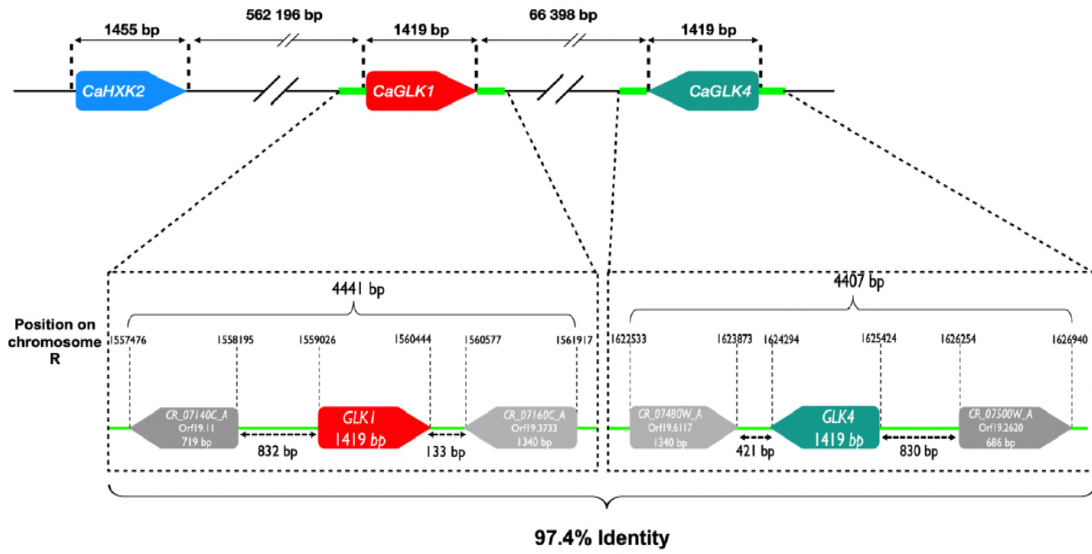 562 196 bp
66 398 bp
1455 bp
1419 bp
1419 bp
CaHXK2
CaGLK1
CaGLK4
4441 bp
4407 bp
Position on
chromosome
R
1557476
1558195
1559026
1560444
1560577
1561917
1622533
1623873
1624294
1625424
1626254
1626940
CR_07140C_A
Orf19.11
719 bp
GLK1
1419 bp
CR_07160C_A
Orf19.3733
1340 bp
CR_07480W_A
Orf19.6117
1340 bp
GLK4
1419 bp
CR_07500W_A
Orf19.2620
686 bp
832 bp
133 bp
421 bp
830 bp
97.4% Identity